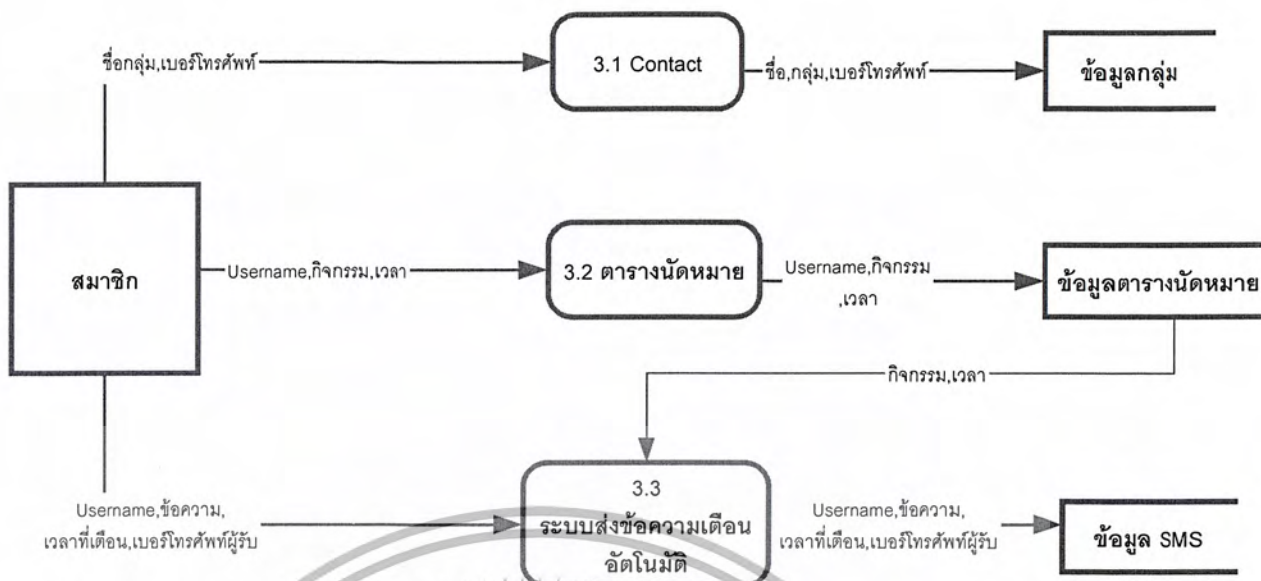 ชื่อกลุ่ม,เบอร์โทรศัพท์
3.1 Contact
ชื่อ,กลุ่ม,เบอร์โทรศัพท์
ข้อมูลกลุ่ม
สมาชิก
Username,กิจกรรม,เวลา
3.2 ตารางนัดหมาย
Username,กิจกรรม
,เวลา
ข้อมูลตารางนัดหมาย
กิจกรรม,เวลา
Username,ข้อความ,
เวลาที่เตือน,เบอร์โทรศัพท์ผู้รับ
3.3
ระบบส่งข้อความเตือน
อัตโนมัติ
Username,ข้อความ,
เวลาที่เตือน,เบอร์โทรศัพท์ผู้รับ
ข้อมูล SMS